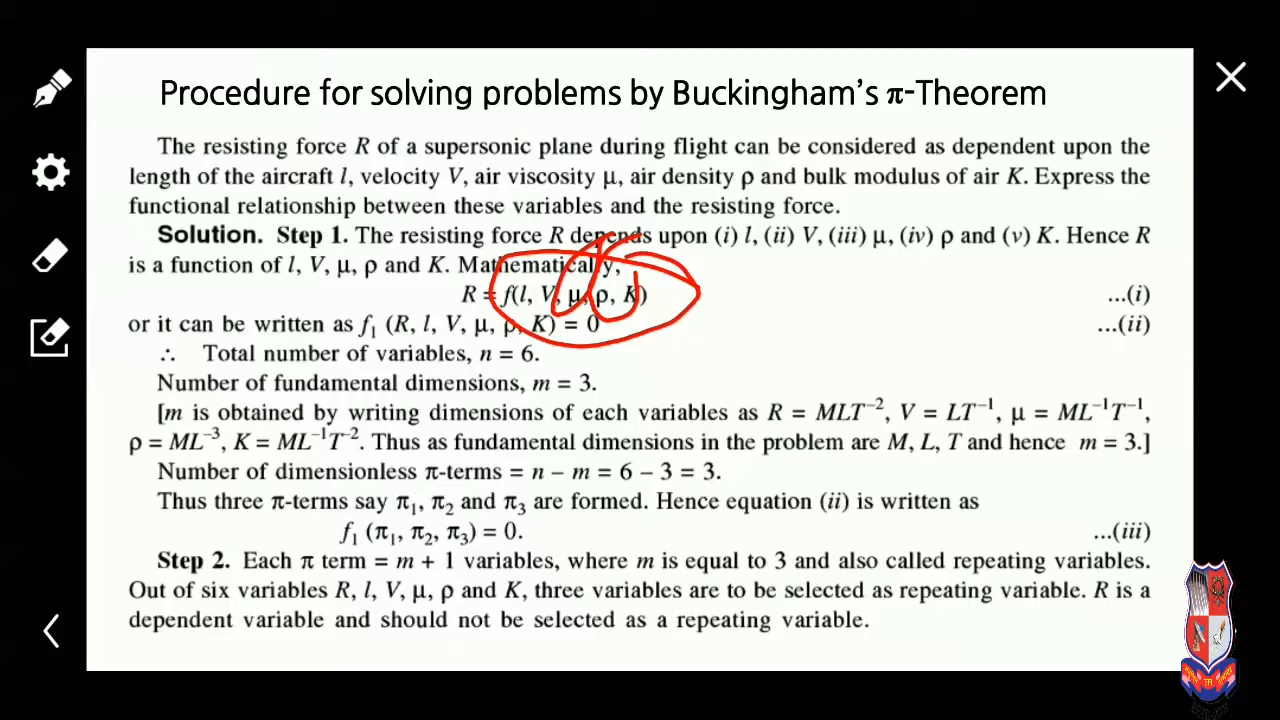 Procedure for solving problems by Buckingham's π-Theorem
The resisting force R of a supersonic plane during flight can be considered as dependent upon the
length of the aircraft l, velocity V, air viscosity μ, air density ρ and bulk modulus of air K. Express the
functional relationship between these variables and the resisting force.
Solution. Step 1. The resisting force R depends upon (i) l, (ii) V, (iii) μ, (iv) ρ and (v) K. Hence R
is a function of l, V, μ, ρ and K. Mathematically,
R = f(l, V, μ, ρ, K) ...(i)
or it can be written as f₁ (R, l, V, μ, ρ, K) = 0 ...(ii)
∴ Total number of variables, n = 6.
Number of fundamental dimensions, m = 3.
[m is obtained by writing dimensions of each variables as R = MLT⁻², V = LT⁻¹, μ = ML⁻¹T⁻¹,
ρ = ML⁻³, K = ML⁻¹T⁻². Thus as fundamental dimensions in the problem are M, L, T and hence m = 3.]
Number of dimensionless π-terms = n – m = 6 – 3 = 3.
Thus three π-terms say π₁, π₂ and π₃ are formed. Hence equation (ii) is written as
f₁ (π₁, π₂, π₃) = 0. ...(iii)
Step 2. Each π term = m + 1 variables, where m is equal to 3 and also called repeating variables.
Out of six variables R, l, V, μ, ρ and K, three variables are to be selected as repeating variable. R is a
dependent variable and should not be selected as a repeating variable.